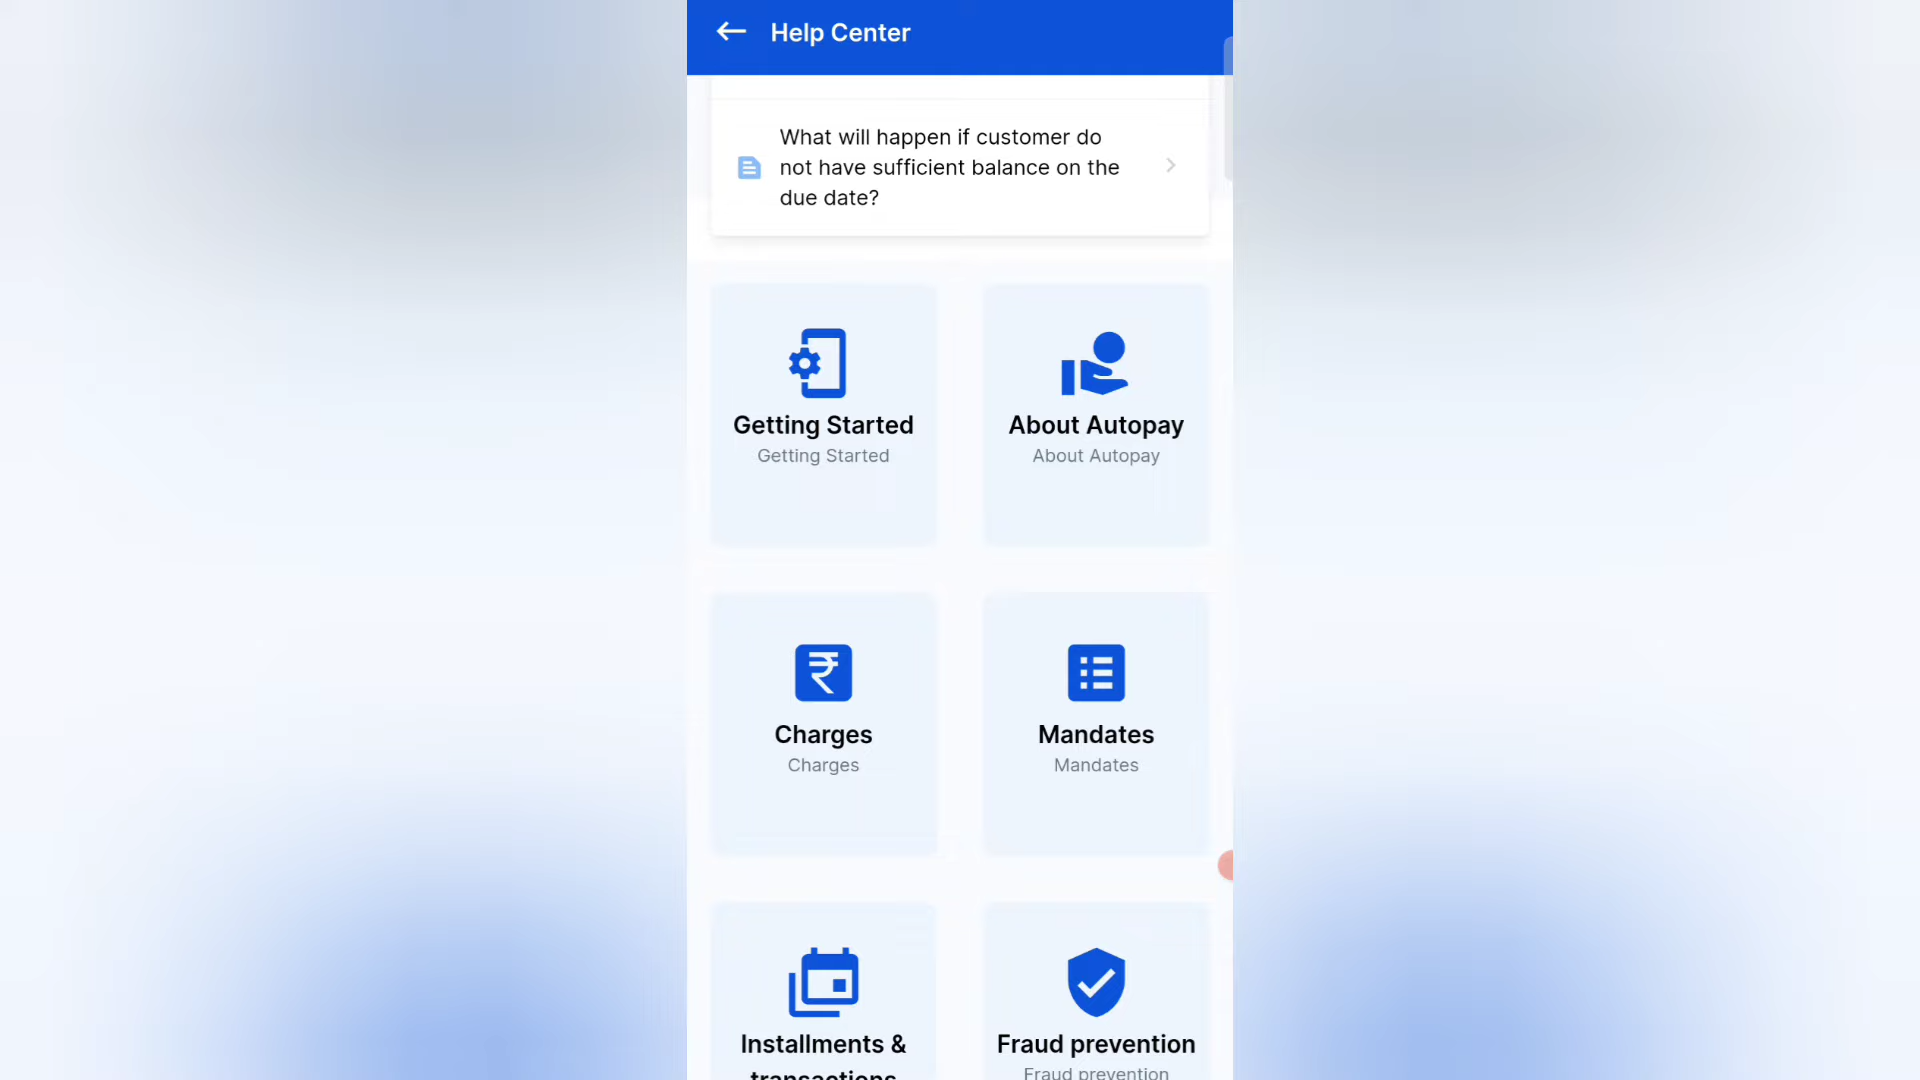 Help Center
What will happen if customer do
not have sufficient balance on the
due date?
Getting Started
Getting Started
About Autopay
About Autopay
Charges
Charges
Mandates
Mandates
Installments &
transactions
Fraud prevention
Fraud prevention